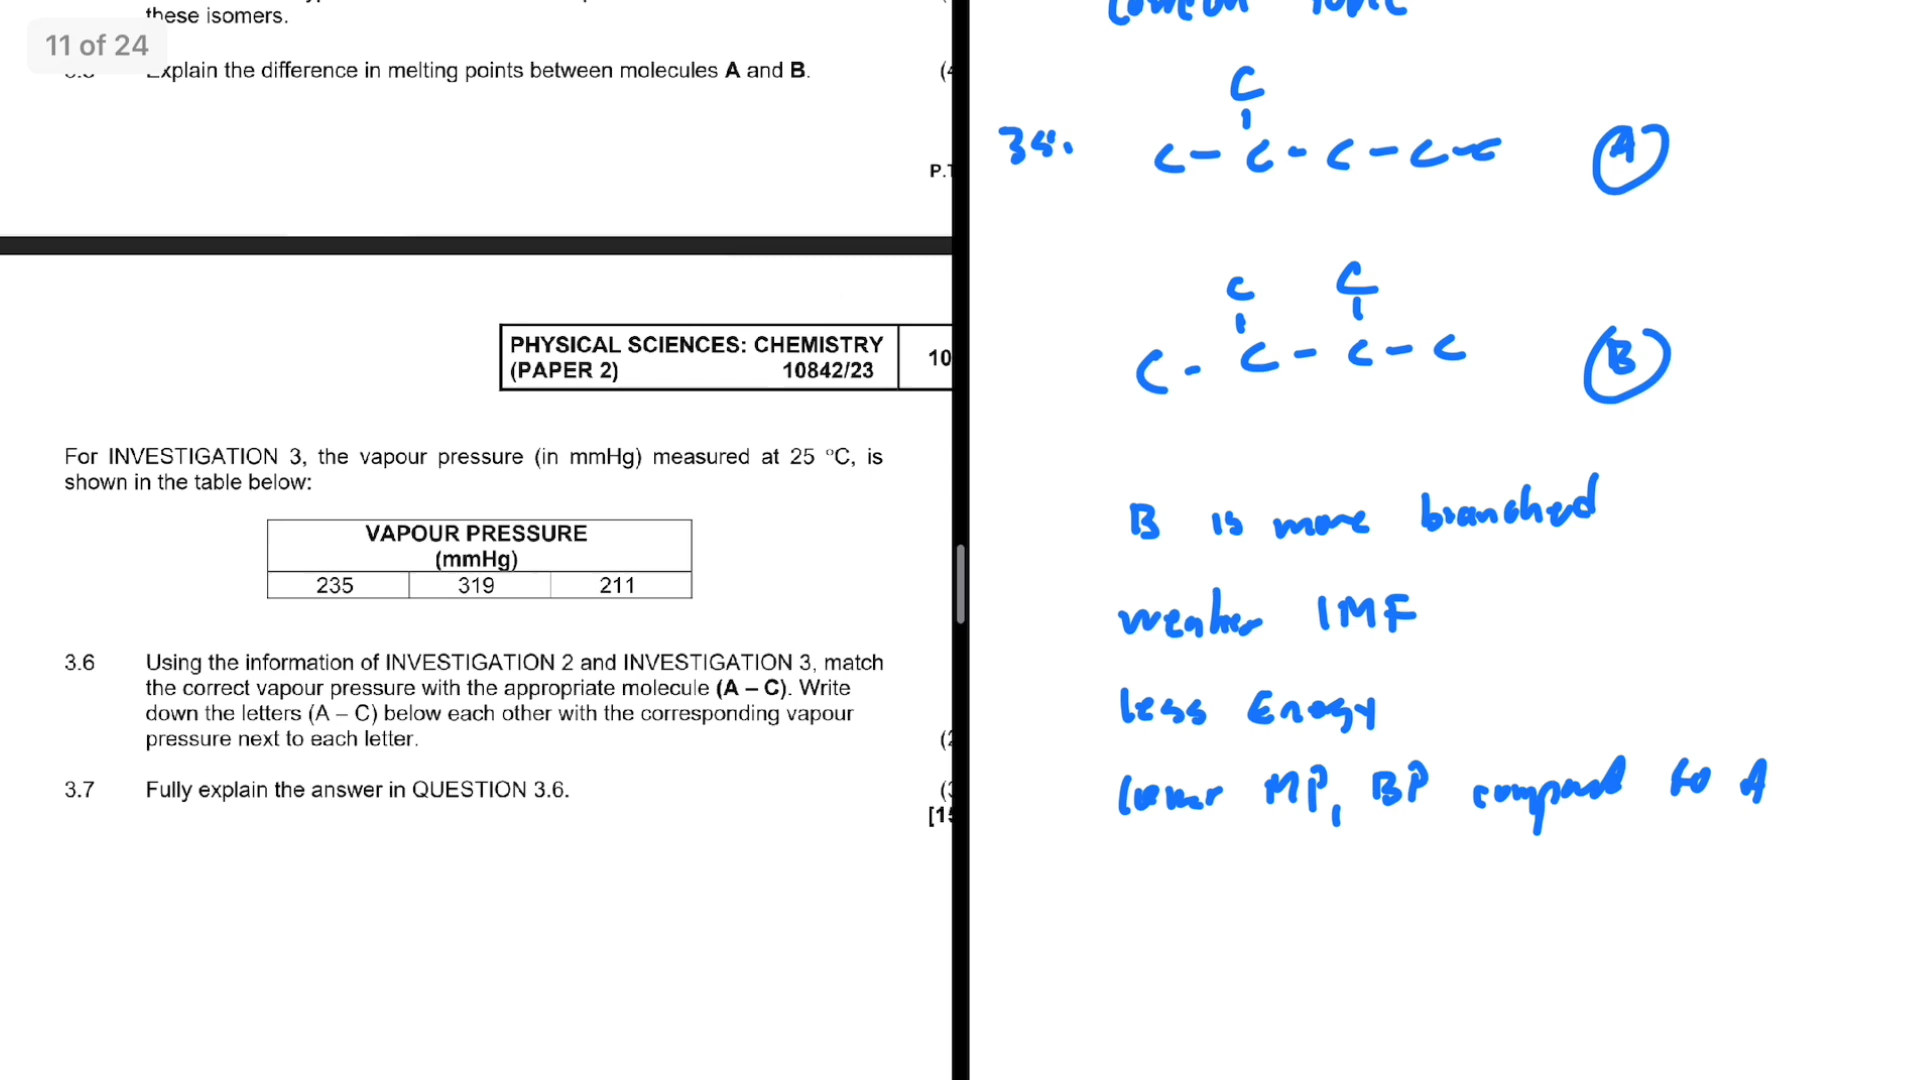 these isomers.
11 of 24
Explain the difference in melting points between molecules A and B.
P.
PHYSICAL SCIENCES: CHEMISTRY
(PAPER 2) 10842/23
10
For INVESTIGATION 3, the vapour pressure (in mmHg) measured at 25 °C, is
shown in the table below:
VAPOUR PRESSURE
(mmHg)
235 319 211
3.6 Using the information of INVESTIGATION 2 and INVESTIGATION 3, match
the correct vapour pressure with the appropriate molecule (A – C). Write
down the letters (A – C) below each other with the corresponding vapour
pressure next to each letter. (2
3.7 Fully explain the answer in QUESTION 3.6. (3
[1
C
C - C - C - C - C A
C C
C - C - C - C B
B is more branched
weaker IMF
less Energy
lower MP, BP compared to A